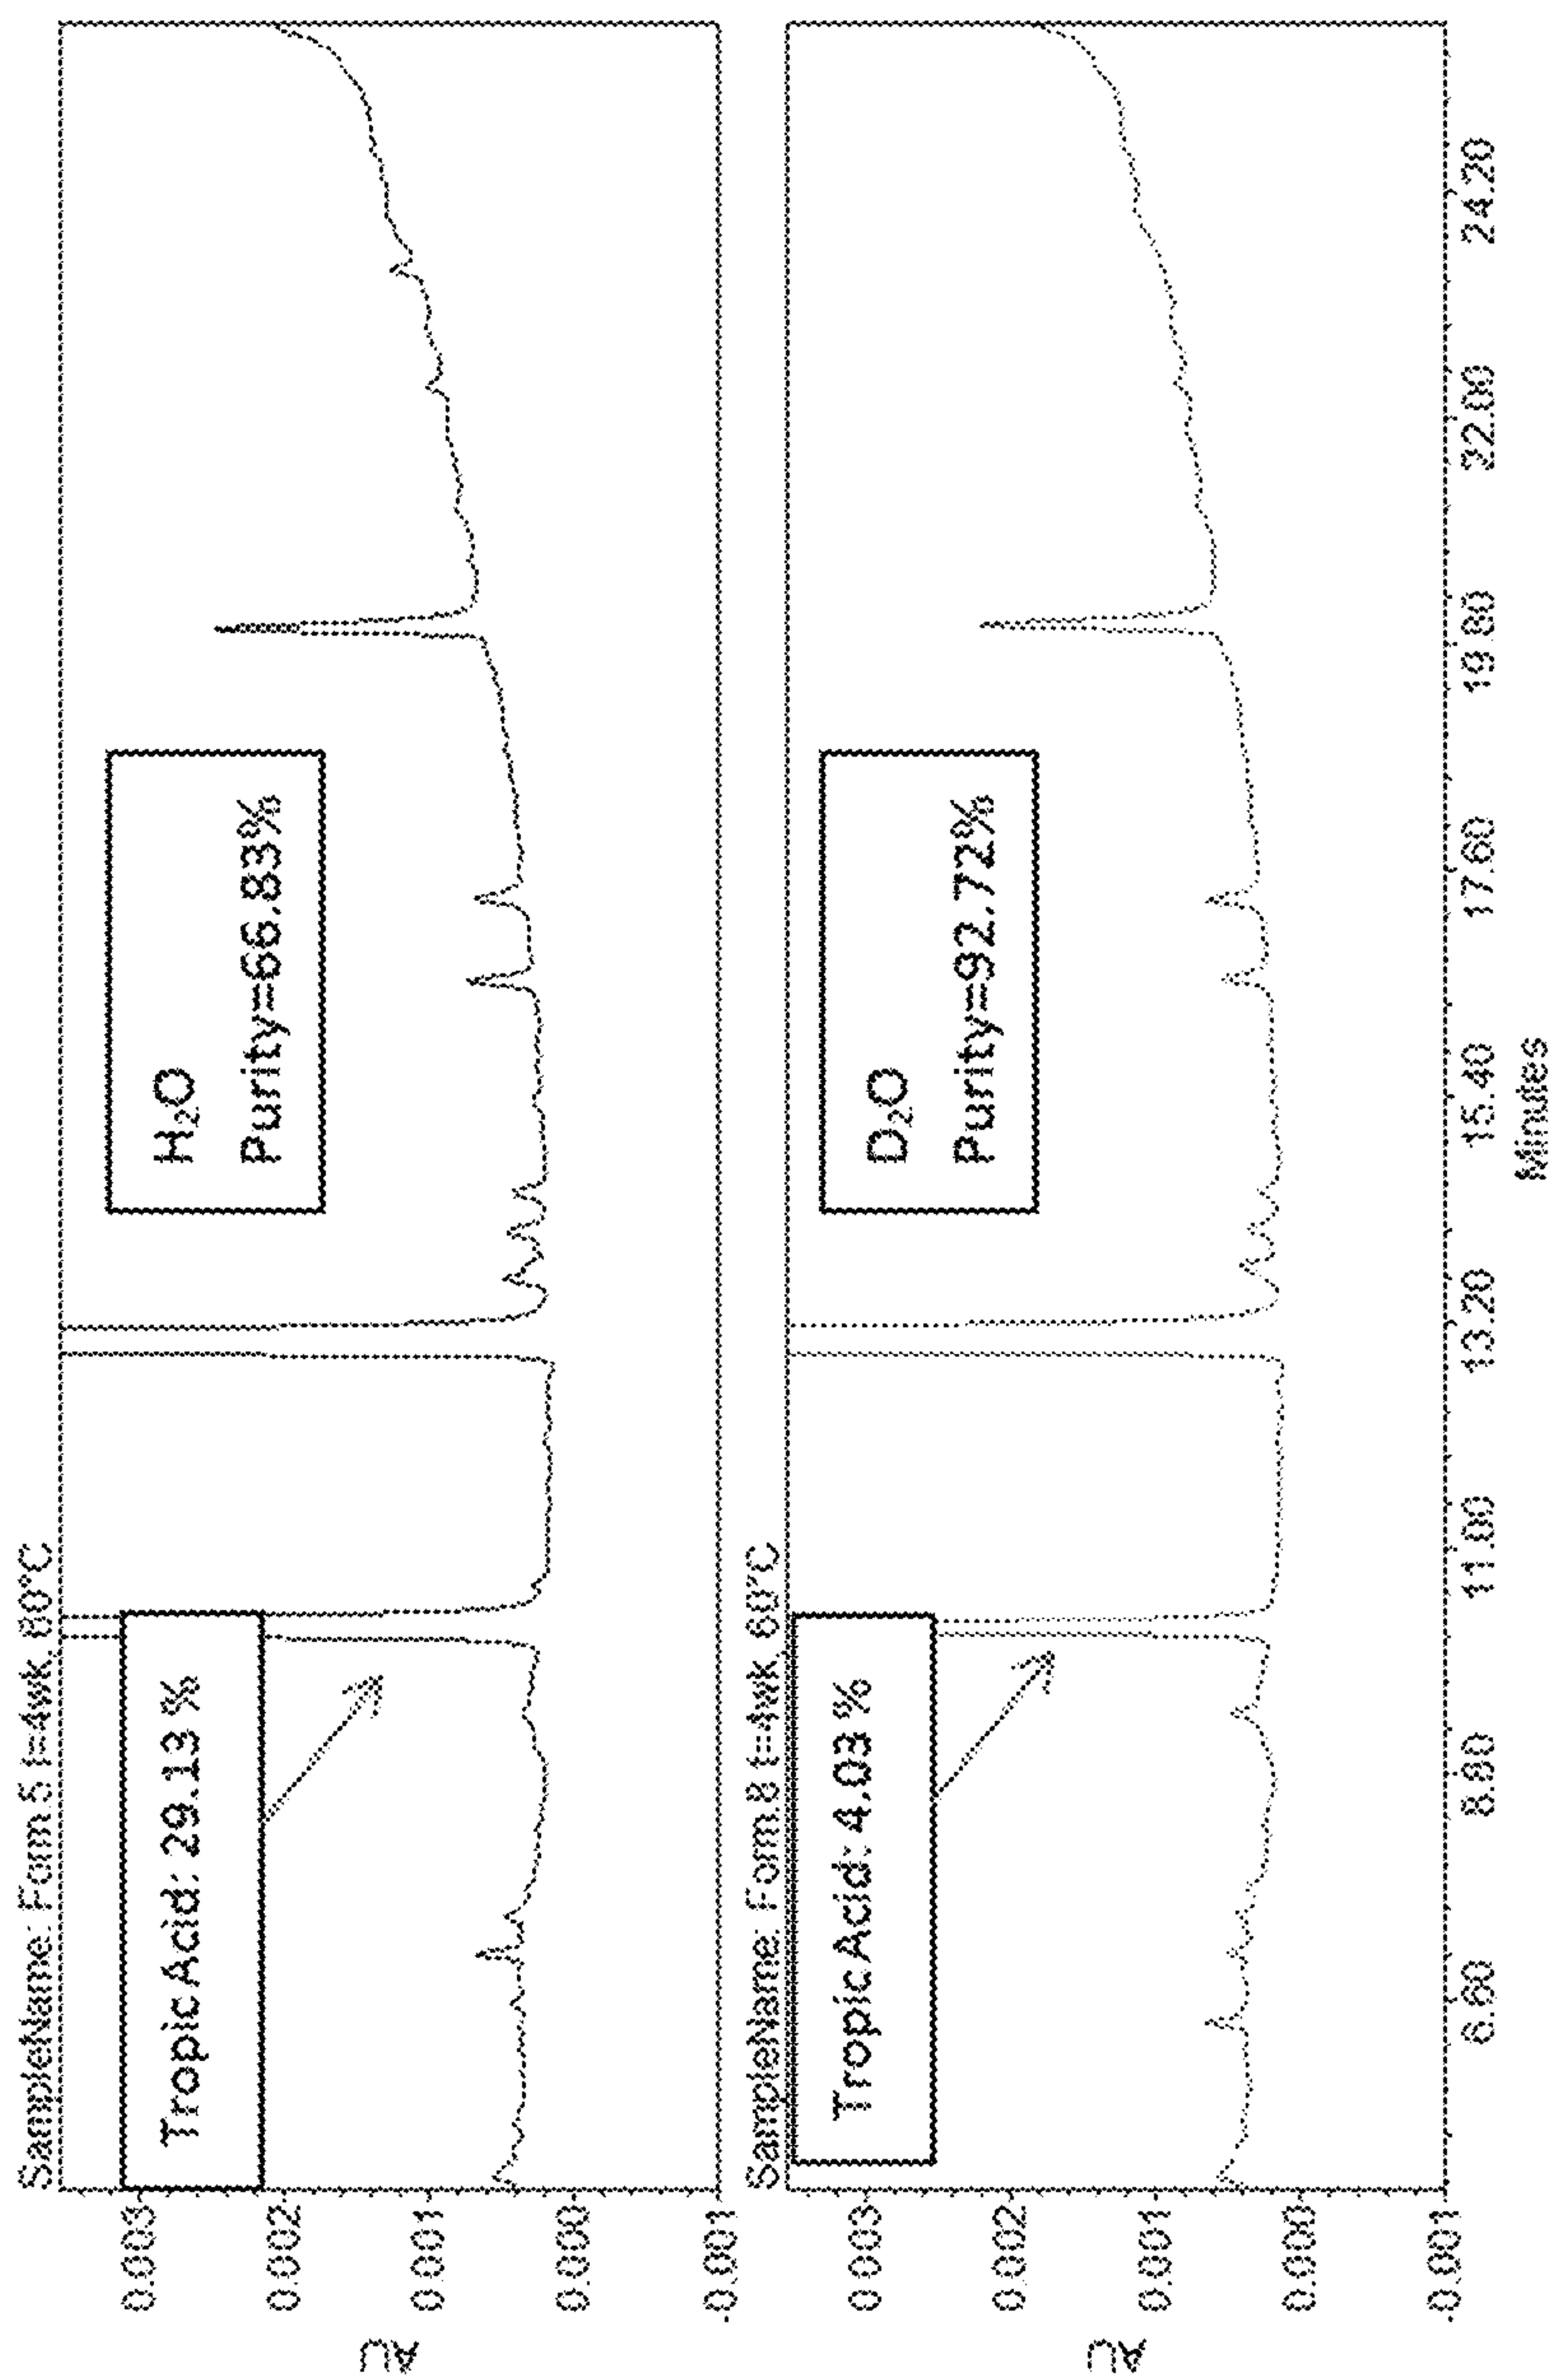 SampleName: Form.5 t=4wk, 60°C
Tropic Acid: 29.13 %
H₂O
Purity=66.83%
AU
0.003
0.002
0.001
0.000
-0.001
SampleName: Form.8 t=4wk, 60°C
Tropic Acid: 4.03 %
D₂O
Purity=92.72%
AU
0.003
0.002
0.001
0.000
-0.001
6.60
8.80
11.00
13.20
15.40
17.60
19.80
22.00
24.20
Minutes